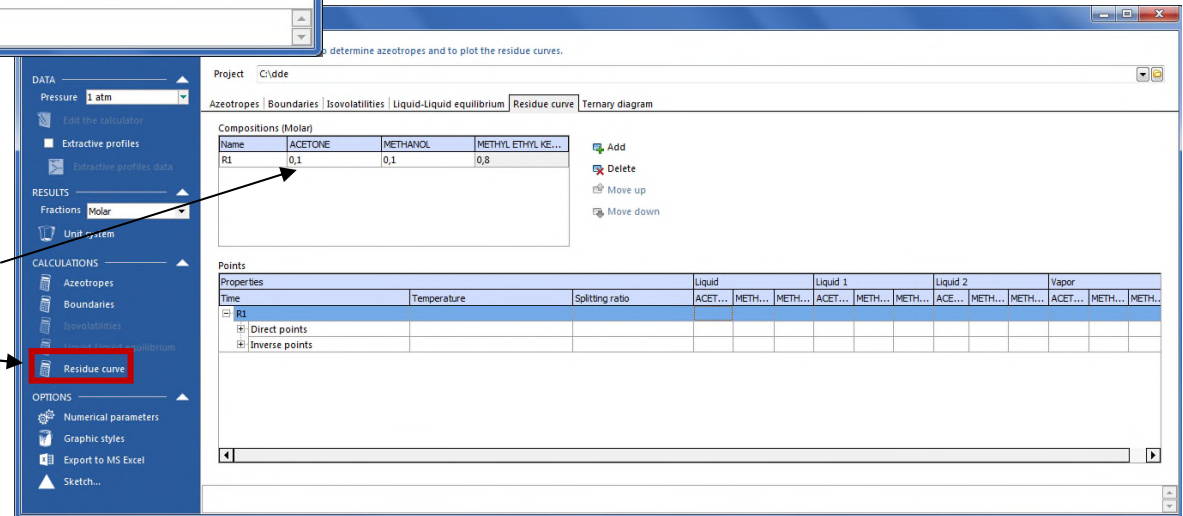 o determine azeotropes and to plot the residue curves.
DATA
Pressure 1 atm
Edit the calculator
Extractive profiles
Extractive profiles data
RESULTS
Fractions Molar
Unit system
CALCULATIONS
Azeotropes
Boundaries
Isovolatilities
Liquid-Liquid equilibrium
Residue curve
OPTIONS
Numerical parameters
Graphic styles
Export to MS Excel
Sketch...
Project C:\dde
Azeotropes Boundaries Isovolatilities Liquid-Liquid equilibrium Residue curve Ternary diagram
Compositions (Molar)
Name ACETONE METHANOL METHYL ETHYL KE...
R1 0,1 0,1 0,8
Add
Delete
Move up
Move down
Points
Properties Liquid Liquid 1 Liquid 2 Vapor
Time Temperature Splitting ratio ACET... METH... METH... ACET... METH... METH... ACE... METH... METH... ACET... METH... METH..
R1
Direct points
Inverse points